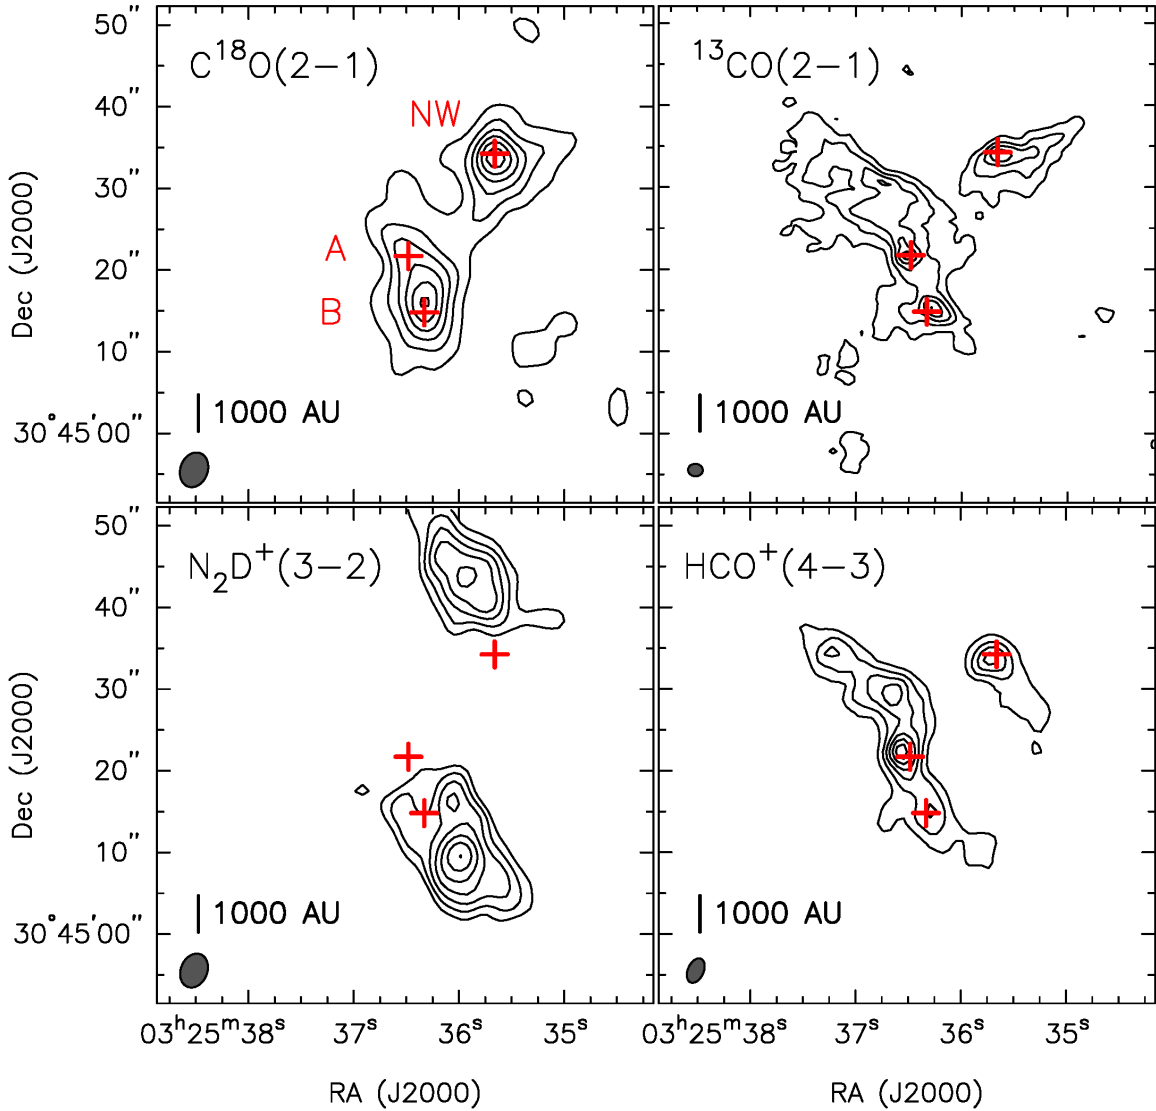 50″
C¹⁸O(2−1)
¹³CO(2−1)
40″
NW
30″
A
20″
B
10″
1000 AU
1000 AU
30°45′00″
Dec (J2000)
50″
N₂D⁺(3−2)
HCO⁺(4−3)
40″
30″
20″
10″
1000 AU
1000 AU
30°45′00″
Dec (J2000)
03ʰ25ᵐ38ˢ 37ˢ 36ˢ 35ˢ 03ʰ25ᵐ38ˢ 37ˢ 36ˢ 35ˢ
RA (J2000) RA (J2000)